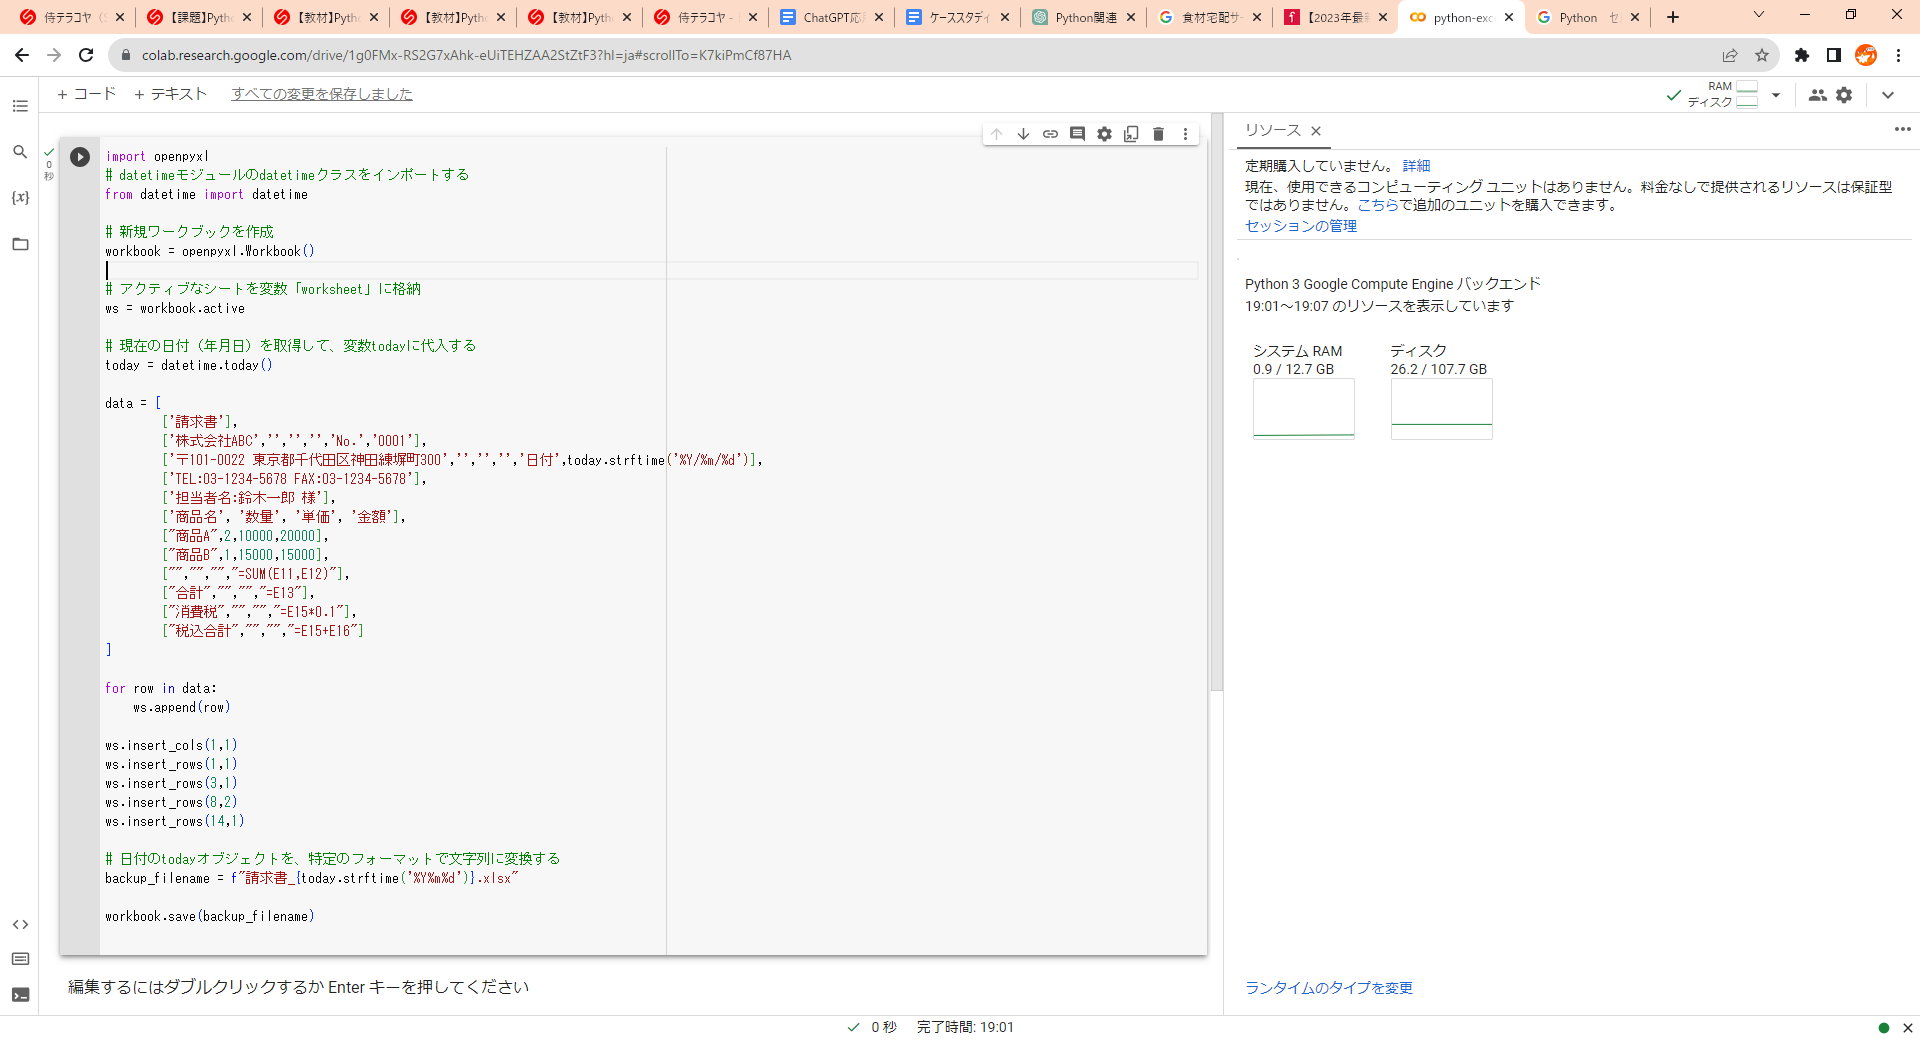 侍テラコヤ
【課題】Pyth
【教材】Pyth
【教材】Pyth
【教材】Pyth
侍テラコヤ -
ChatGPT応
ケーススタディ
Python関連
食材宅配サー
【2023年最
python-exc
Python
colab.research.google.com/drive/1g0FMx-RS2G7xAhk-eUiTEHZAA2StZtF3?hl=ja#scrollTo=K7kiPmCf87HA
+ コード + テキスト すべての変更を保存しました
RAM
ディスク
0
秒
{x}
import openpyxl
# datetimeモジュールのdatetimeクラスをインポートする
from datetime import datetime
# 新規ワークブックを作成
workbook = openpyxl.Workbook()
# アクティブなシートを変数「worksheet」に格納
ws = workbook.active
# 現在の日付（年月日）を取得して、変数todayに代入する
today = datetime.today()
data = [
['請求書'],
['株式会社ABC','','','','No.','0001'],
['〒101-0022 東京都千代田区神田練塀町300','','','','日付',today.strftime('%Y/%m/%d')],
['TEL:03-1234-5678 FAX:03-1234-5678'],
['担当者名:鈴木一郎 様'],
['商品名', '数量', '単価', '金額'],
["商品A",2,10000,20000],
["商品B",1,15000,15000],
["","","","=SUM(E11,E12)"],
["合計","","","=E13"],
["消費税","","","=E15*0.1"],
["税込合計","","","=E15+E16"]
]
for row in data:
ws.append(row)
ws.insert_cols(1,1)
ws.insert_rows(1,1)
ws.insert_rows(3,1)
ws.insert_rows(8,2)
ws.insert_rows(14,1)
# 日付のtodayオブジェクトを、特定のフォーマットで文字列に変換する
backup_filename = f"請求書_{today.strftime('%Y%m%d')}.xlsx"
workbook.save(backup_filename)
編集するにはダブルクリックするか Enter キーを押してください
リソース
定期購入していません。 詳細
現在、使用できるコンピューティング ユニットはありません。料金なしで提供されるリソースは保証型
ではありません。こちらで追加のユニットを購入できます。
セッションの管理
Python 3 Google Compute Engine バックエンド
19:01～19:07 のリソースを表示しています
システム RAM
0.9 / 12.7 GB
ディスク
26.2 / 107.7 GB
ランタイムのタイプを変更
0 秒 完了時間: 19:01